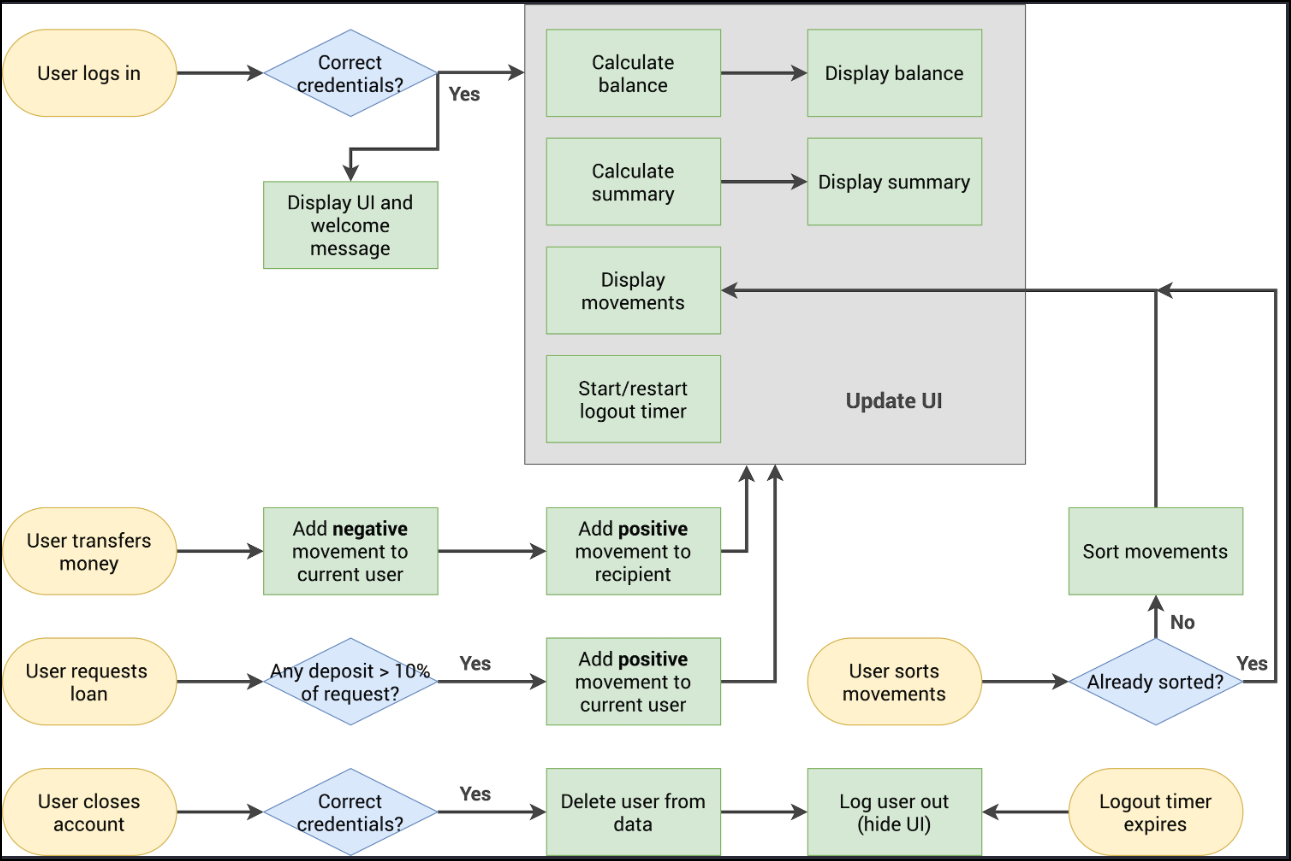 User logs in
Correct
credentials?
Yes
Calculate
balance
Display balance
Display UI and
welcome
message
Calculate
summary
Display summary
Display
movements
Start/restart
logout timer
Update UI
User transfers
money
Add negative
movement to
current user
Add positive
movement to
recipient
Sort movements
No
User requests
loan
Any deposit > 10%
of request?
Yes
Add positive
movement to
current user
User sorts
movements
Already sorted?
Yes
User closes
account
Correct
credentials?
Yes
Delete user from
data
Log user out
(hide UI)
Logout timer
expires